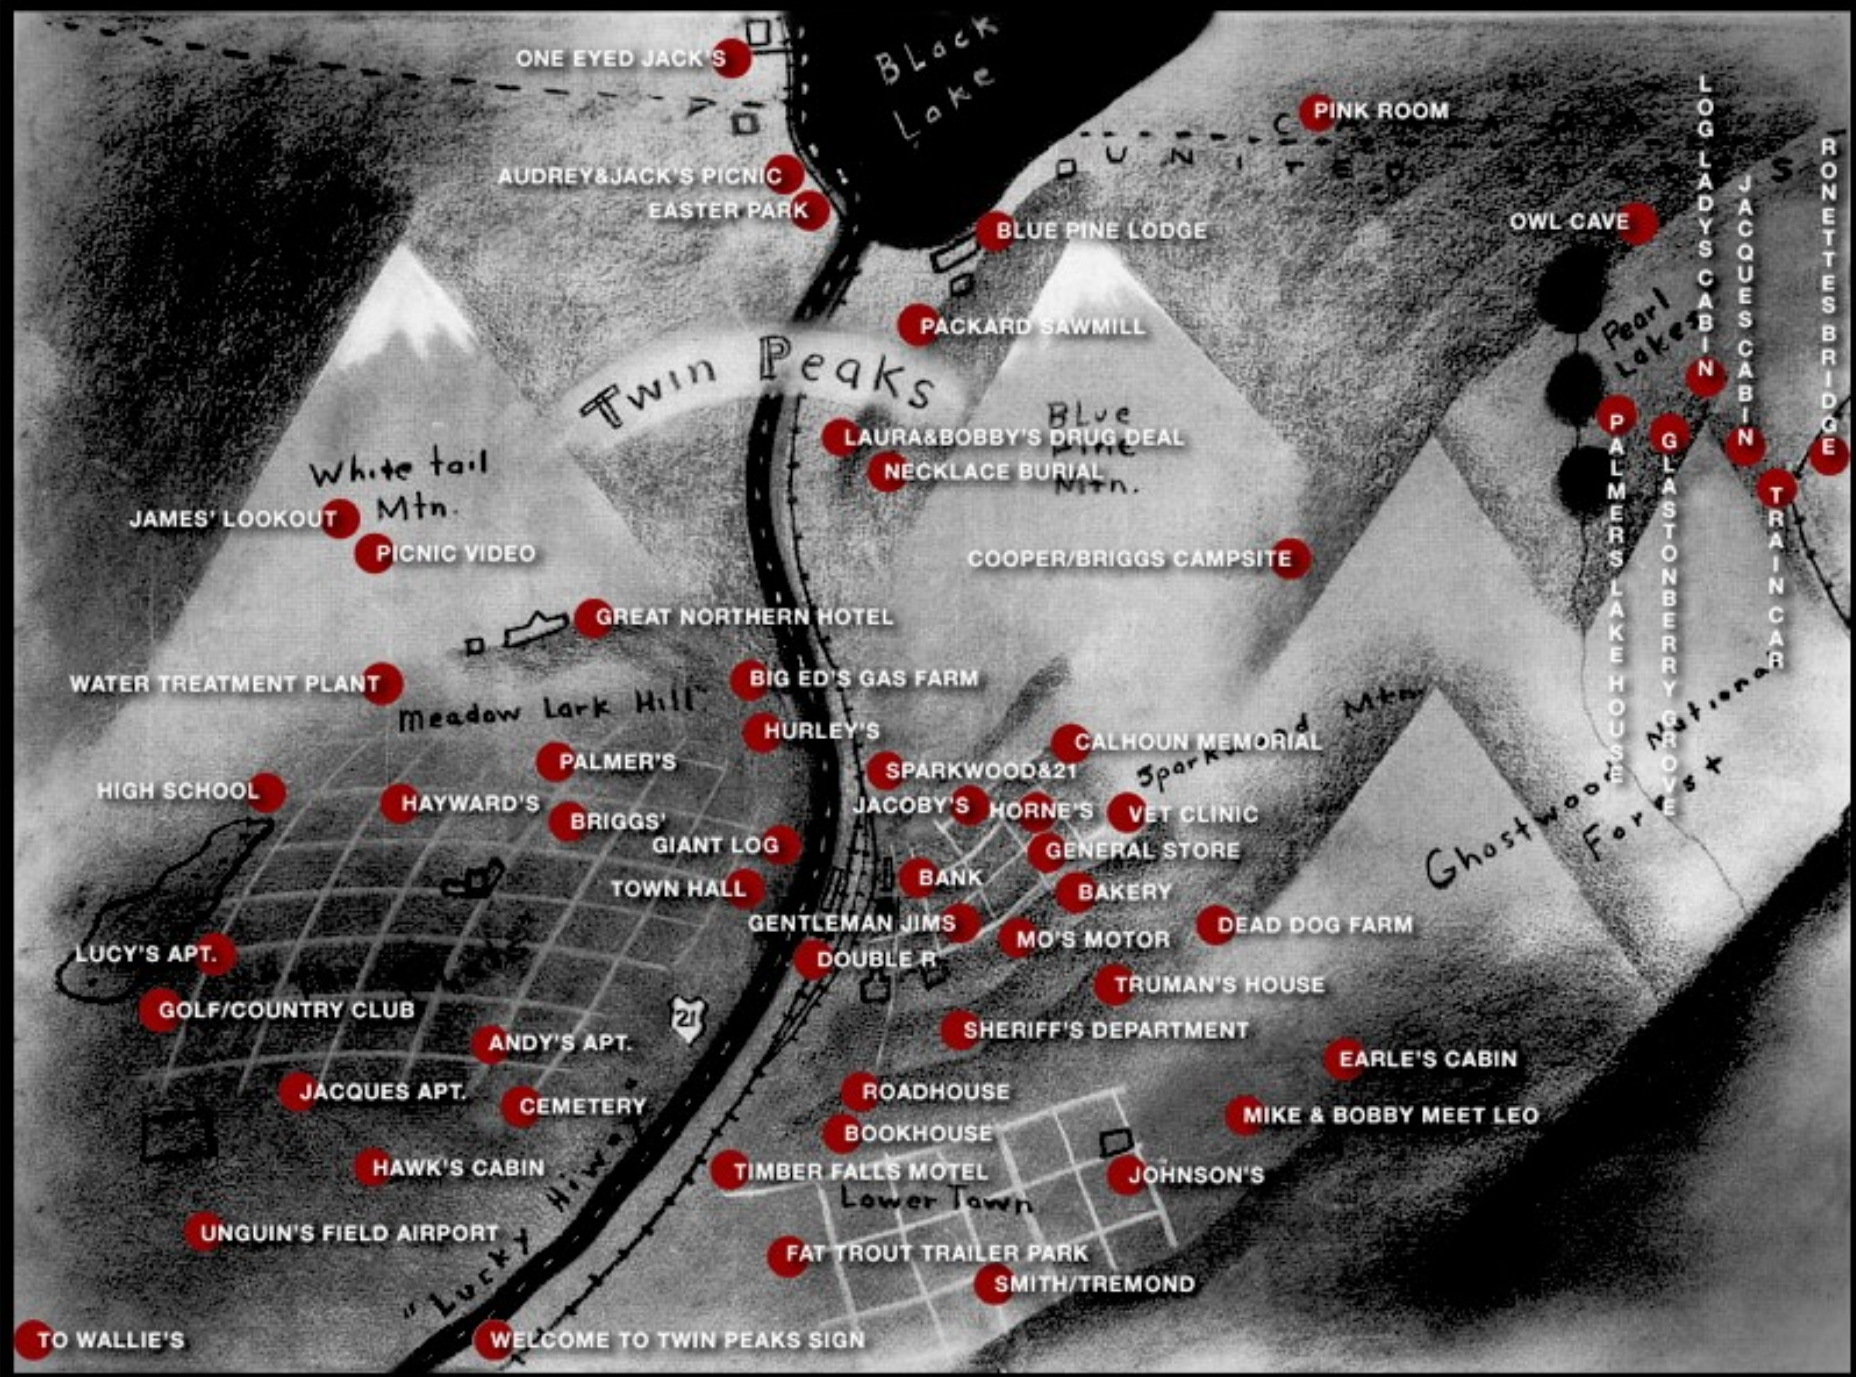 ONE EYED JACK'S
Black
Lake
PINK ROOM
C
UNITED
S
AUDREY&JACK'S PICNIC
EASTER PARK
BLUE PINE LODGE
OWL CAVE
LOG LADYS CABIN
JACQUES CABIN
RONETTES BRIDGE
Pearl
Lakes
PACKARD SAWMILL
Twin Peaks
PALMERS LAKE HOUSE
GLASTONBERRY GROVE
TRAIN CAR
Blue
Pine
Mtn.
LAURA&BOBBY'S DRUG DEAL
NECKLACE BURIAL
White tail
Mtn.
JAMES' LOOKOUT
PICNIC VIDEO
COOPER/BRIGGS CAMPSITE
GREAT NORTHERN HOTEL
WATER TREATMENT PLANT
BIG ED'S GAS FARM
Meadow Lark Hill
HURLEY'S
CALHOUN MEMORIAL
Sparkwood Mtn.
PALMER'S
SPARKWOOD&21
HIGH SCHOOL
HAYWARD'S
JACOBY'S
HORNE'S
VET CLINIC
BRIGGS'
GIANT LOG
GENERAL STORE
Ghostwood National
Forest
TOWN HALL
BANK
BAKERY
GENTLEMAN JIMS
MO'S MOTOR
DEAD DOG FARM
LUCY'S APT.
DOUBLE R
TRUMAN'S HOUSE
GOLF/COUNTRY CLUB
21
SHERIFF'S DEPARTMENT
ANDY'S APT.
EARLE'S CABIN
JACQUES APT.
CEMETERY
ROADHOUSE
MIKE & BOBBY MEET LEO
BOOKHOUSE
HAWK'S CABIN
TIMBER FALLS MOTEL
JOHNSON'S
Lower Town
UNGUIN'S FIELD AIRPORT
"Lucky Hiway"
FAT TROUT TRAILER PARK
SMITH/TREMOND
TO WALLIE'S
WELCOME TO TWIN PEAKS SIGN